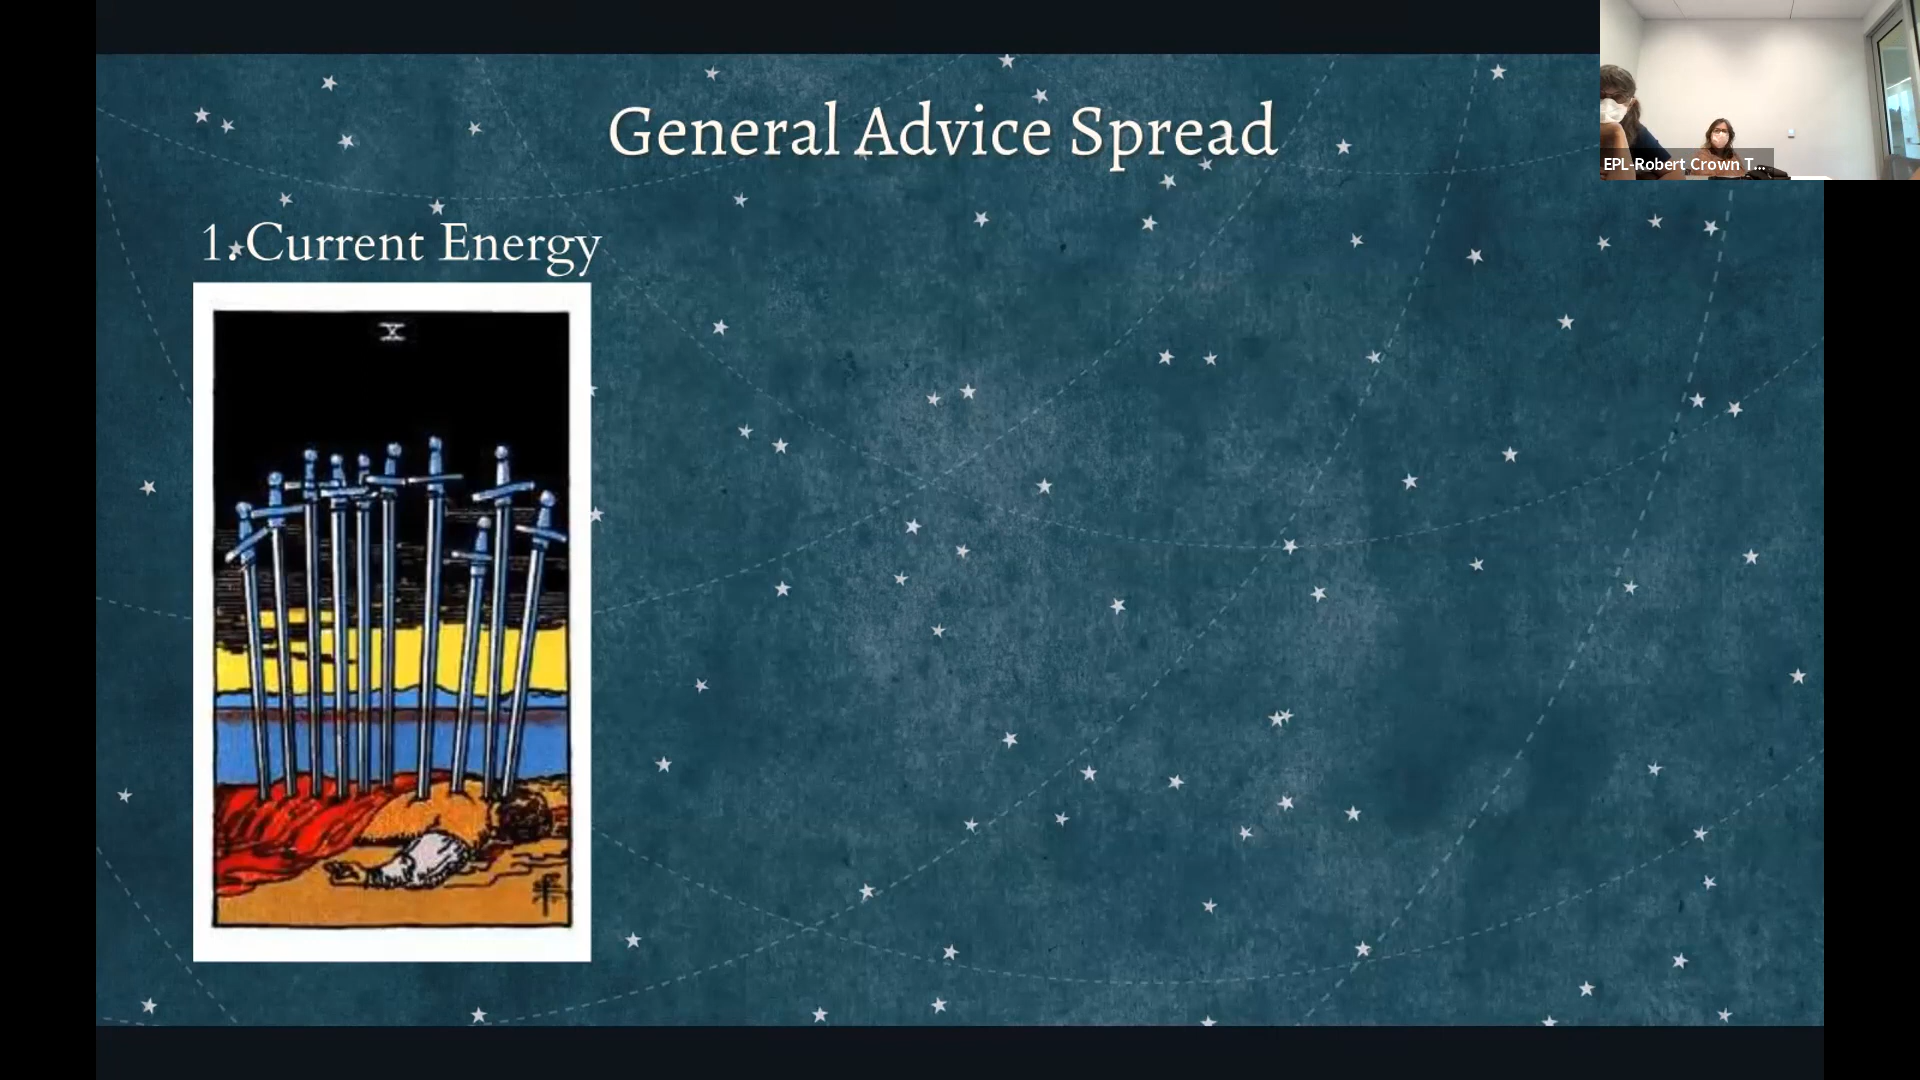 General Advice Spread
EPL-Robert Crown T...
1. Current Energy
X